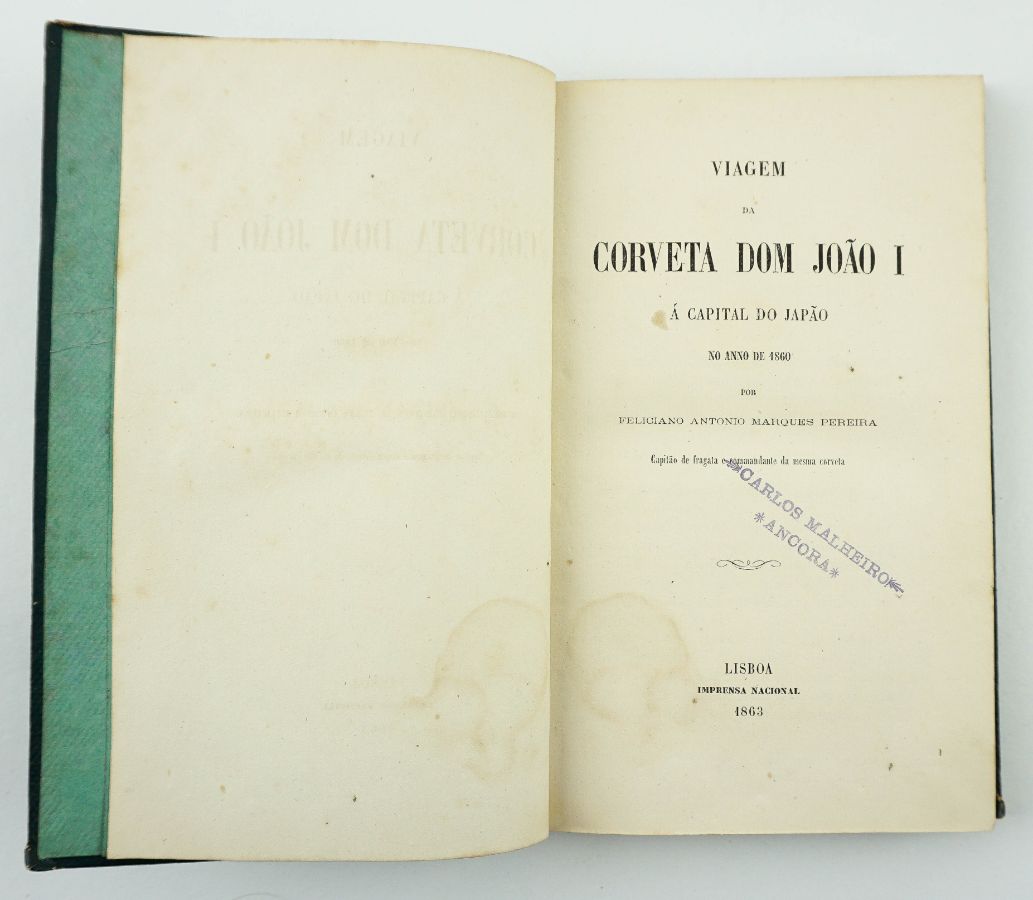 VIAGEM
DA
CORVETA DOM JOÃO I
Á CAPITAL DO JAPÃO
NO ANNO DE 1860
POR
FELICIANO ANTONIO MARQUES PEREIRA
Capitão de fragata e commandante da mesma corveta
CARLOS MALHEIRO
*ANCORA*
LISBOA
IMPRENSA NACIONAL
1863